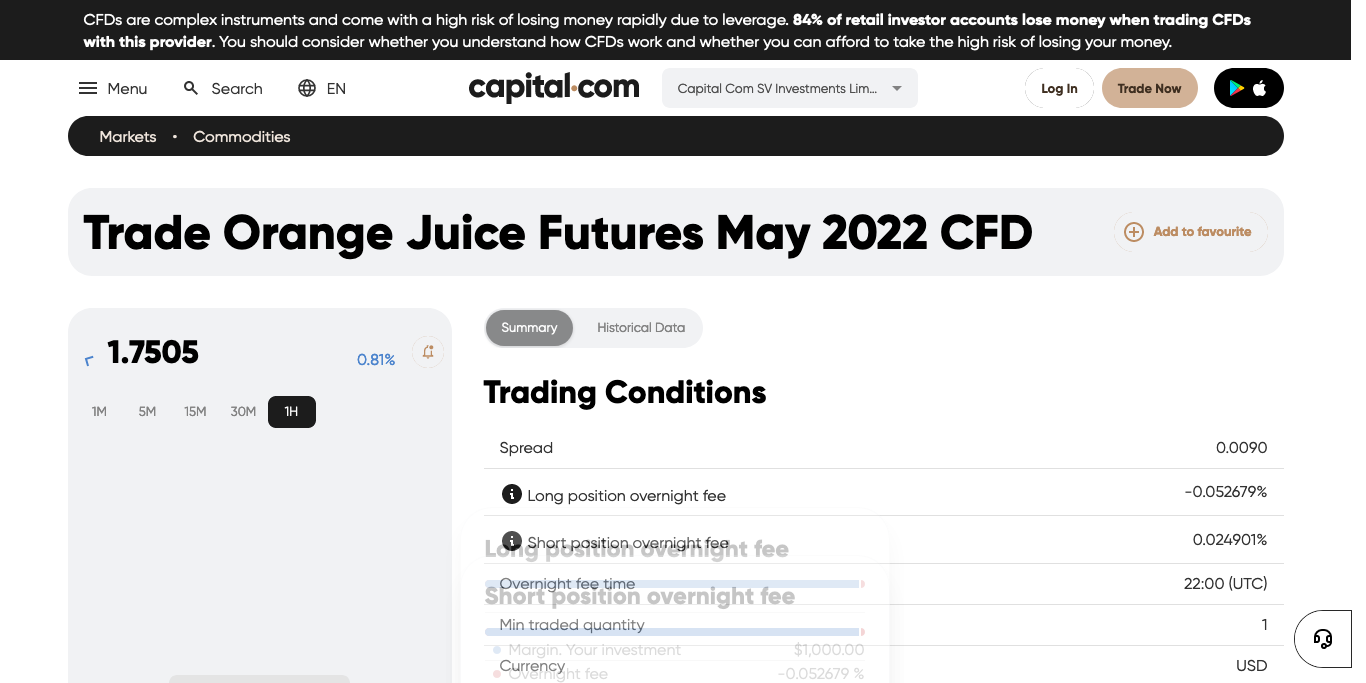 CFDs are complex instruments and come with a high risk of losing money rapidly due to leverage. 84% of retail investor accounts lose money when trading CFDs
with this provider. You should consider whether you understand how CFDs work and whether you can afford to take the high risk of losing your money.
Menu Search EN capital.com Capital Com SV Investments Lim... Log In Trade Now
Markets • Commodities
Trade Orange Juice Futures May 2022 CFD Add to favourite
1.7505 0.81%
1M 5M 15M 30M 1H
Summary Historical Data
Trading Conditions
Spread 0.0090
Long position overnight fee -0.052679%
Short position overnight fee 0.024901%
Long position overnight fee
Overnight fee time 22:00 (UTC)
Short position overnight fee
Min traded quantity 1
Margin. Your investment $1,000.00
Currency USD
Overnight fee -0.052679 %